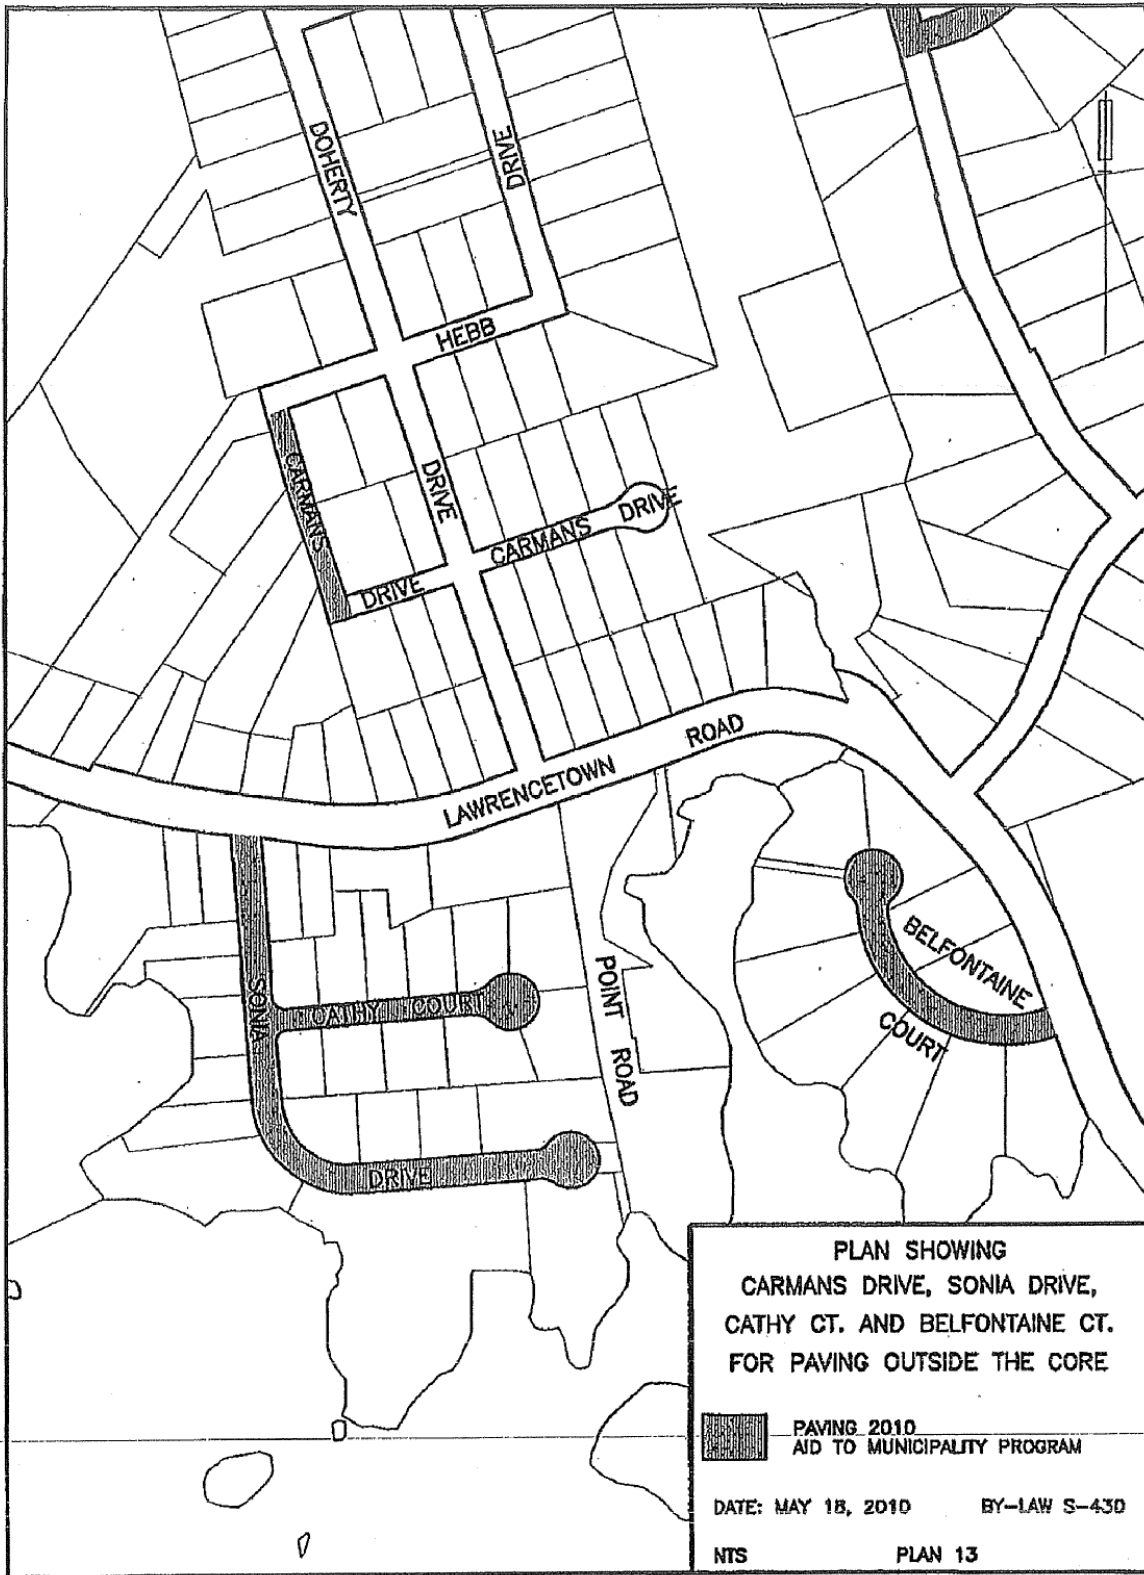 DOHERTY
DRIVE
HEBB
CARMANS
DRIVE
CARMANS DRIVE
DRIVE
LAWRENCETOWN ROAD
SONIA
CATHY COURT
DRIVE
POINT ROAD
BELFONTAINE
COURT
PLAN SHOWING
CARMANS DRIVE, SONIA DRIVE,
CATHY CT. AND BELFONTAINE CT.
FOR PAVING OUTSIDE THE CORE
PAVING 2010
AID TO MUNICIPALITY PROGRAM
DATE: MAY 18, 2010 BY-LAW S-430
NTS PLAN 13